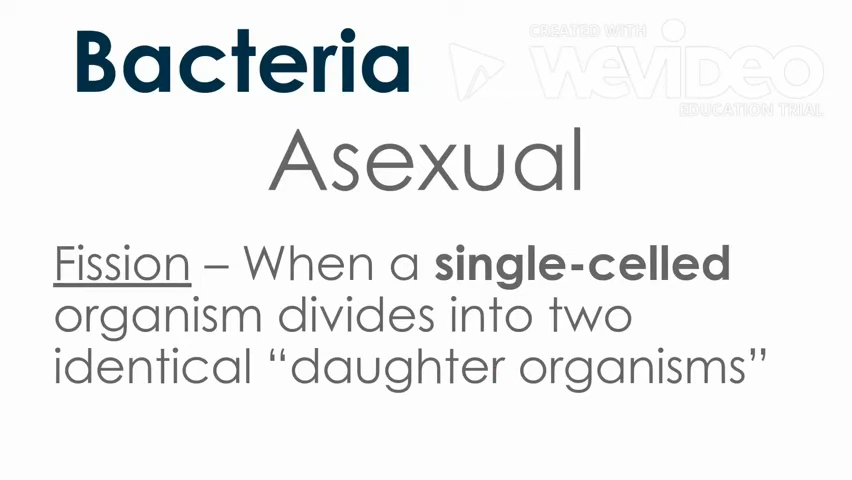 Bacteria
CREATED WITH
WEVIDEO
EDUCATION TRIAL
Asexual
Fission – When a single-celled
organism divides into two
identical “daughter organisms”